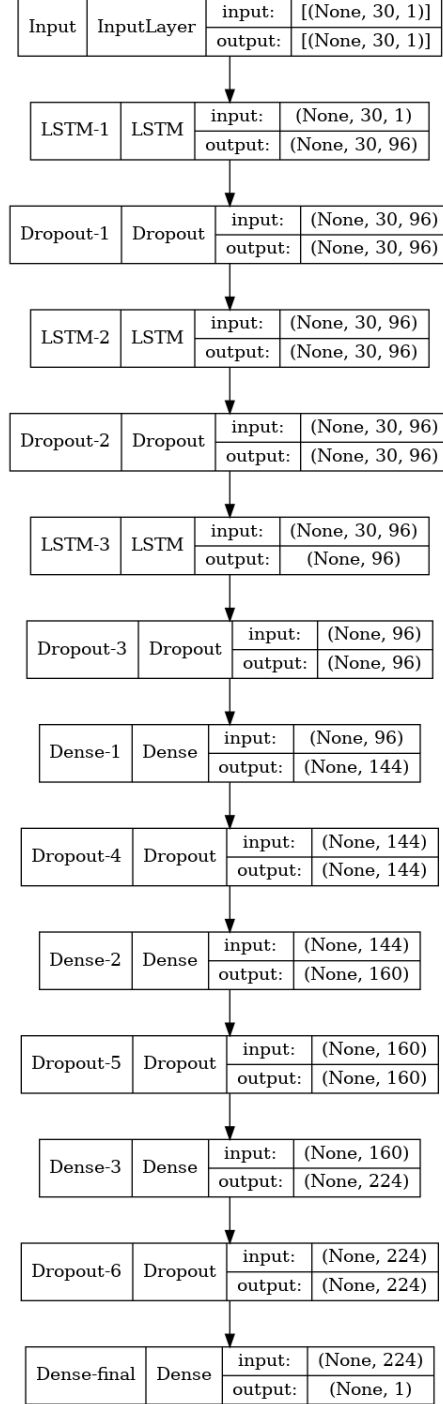 Input InputLayer input: [(None, 30, 1)]
output: [(None, 30, 1)]
LSTM-1 LSTM input: (None, 30, 1)
output: (None, 30, 96)
Dropout-1 Dropout input: (None, 30, 96)
output: (None, 30, 96)
LSTM-2 LSTM input: (None, 30, 96)
output: (None, 30, 96)
Dropout-2 Dropout input: (None, 30, 96)
output: (None, 30, 96)
LSTM-3 LSTM input: (None, 30, 96)
output: (None, 96)
Dropout-3 Dropout input: (None, 96)
output: (None, 96)
Dense-1 Dense input: (None, 96)
output: (None, 144)
Dropout-4 Dropout input: (None, 144)
output: (None, 144)
Dense-2 Dense input: (None, 144)
output: (None, 160)
Dropout-5 Dropout input: (None, 160)
output: (None, 160)
Dense-3 Dense input: (None, 160)
output: (None, 224)
Dropout-6 Dropout input: (None, 224)
output: (None, 224)
Dense-final Dense input: (None, 224)
output: (None, 1)